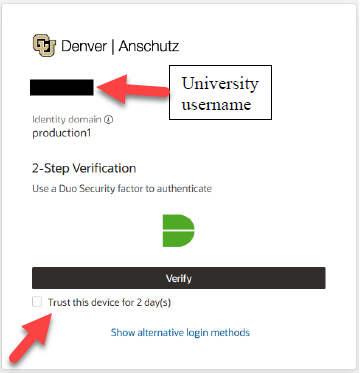 Denver | Anschutz
University
username
Identity domain
production1
2-Step Verification
Use a Duo Security factor to authenticate
Verify
Trust this device for 2 day(s)
Show alternative login methods